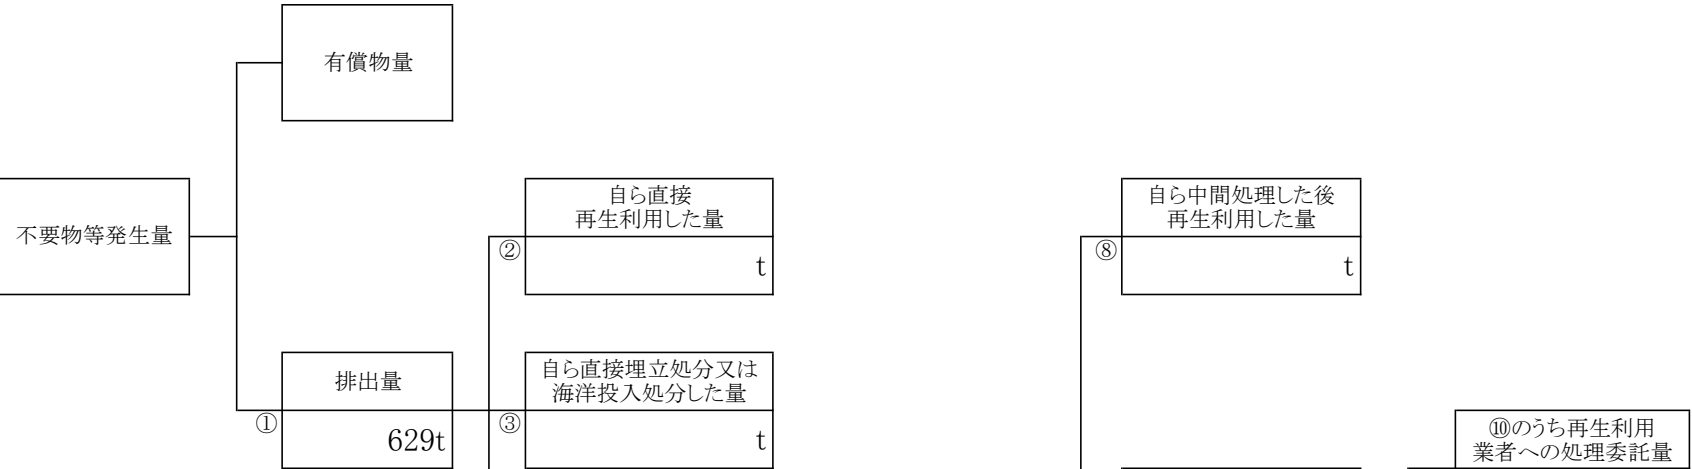 有償物量
不要物等発生量
自ら直接
再生利用した量
②
t
自ら中間処理した後
再生利用した量
⑧
t
排出量
①
629t
自ら直接埋立処分又は
海洋投入処分した量
③
t
⑩のうち再生利用
業者への処理委託量